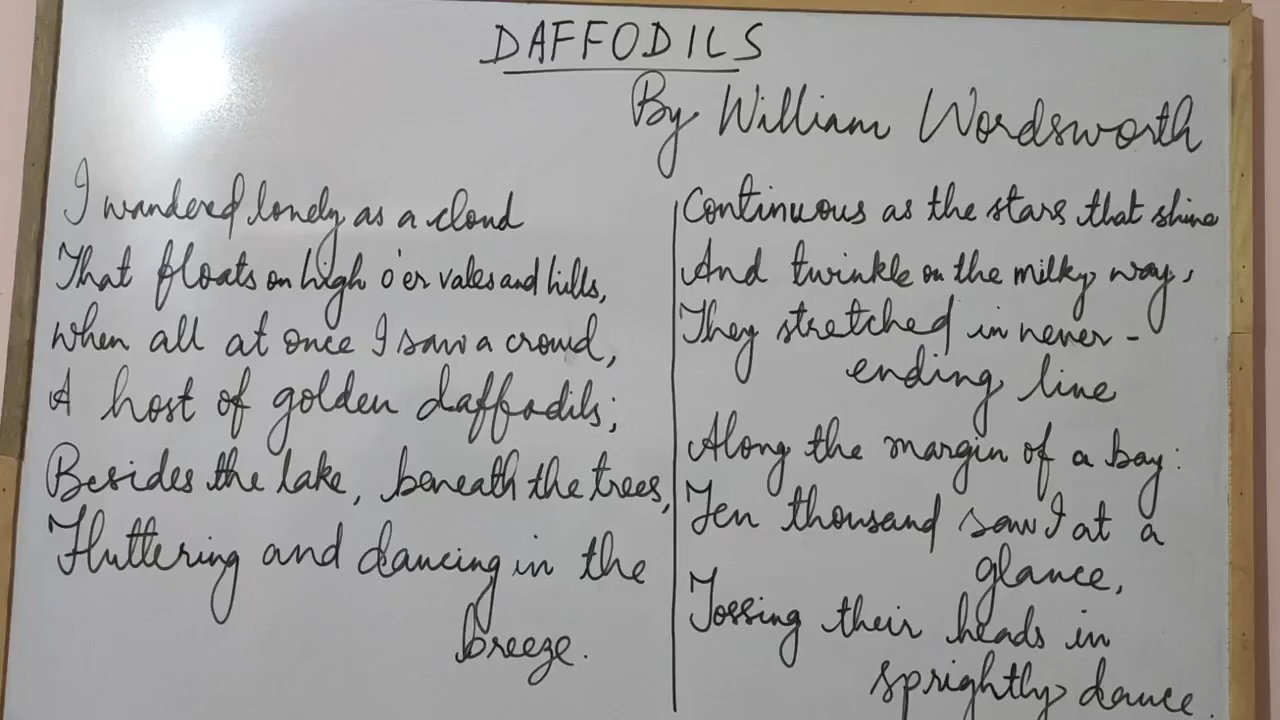 DAFFODILS
By William Wordsworth
I wandered lonely as a cloud
That floats on high o'er vales and hills,
When all at once I saw a crowd,
A host of golden daffodils;
Besides the lake, beneath the trees,
Fluttering and dancing in the
breeze.
Continuous as the stars that shine
And twinkle on the milky way,
They stretched in never-
ending line
Along the margin of a bay:
Ten thousand saw I at a
glance,
Tossing their heads in
sprightly dance.